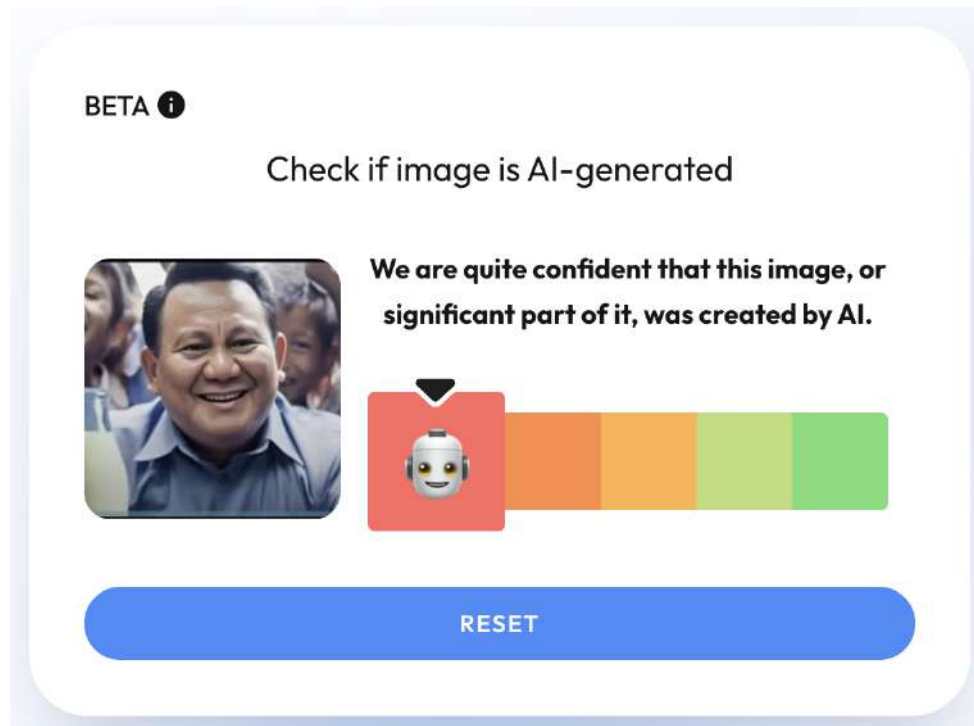 BETA
Check if image is AI-generated
We are quite confident that this image, or
significant part of it, was created by AI.
RESET